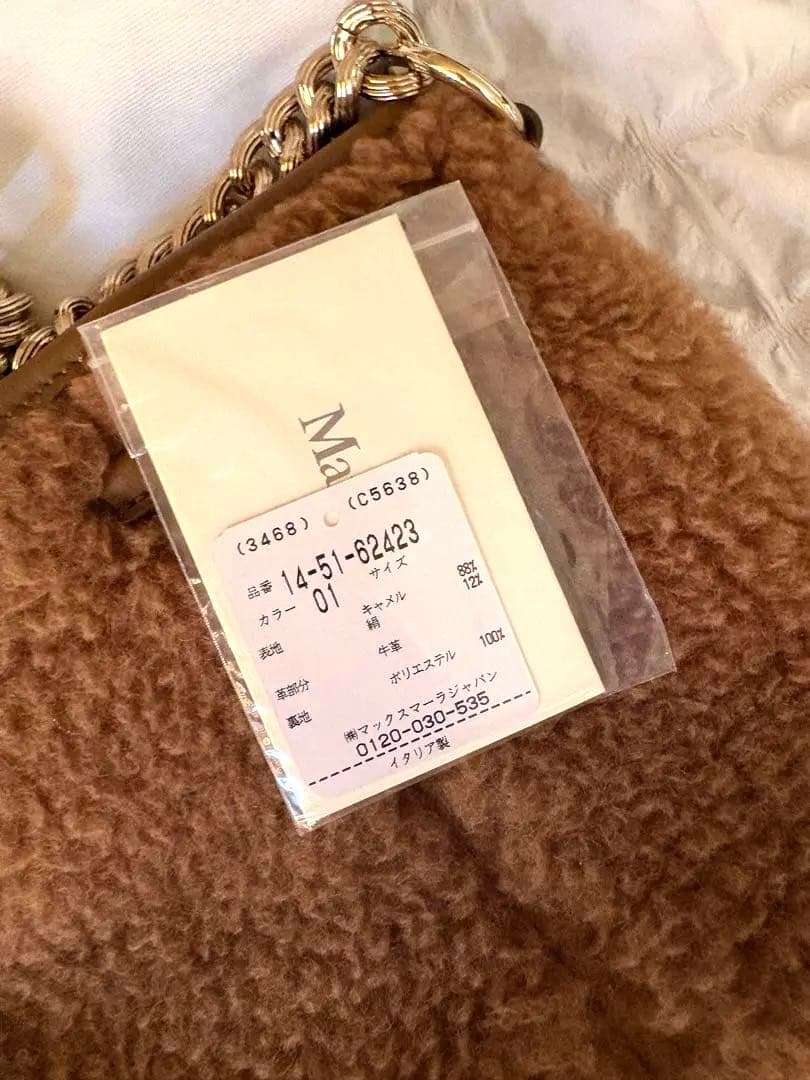 Ma
(3468) (C5638)
品番 14-51-62423
カラー 01 サイズ
表地 キャメル 88%
絹 12%
革部分 牛革
裏地 ポリエステル 100%
㈱マックスマーラジャパン
0120-030-535
イタリア製